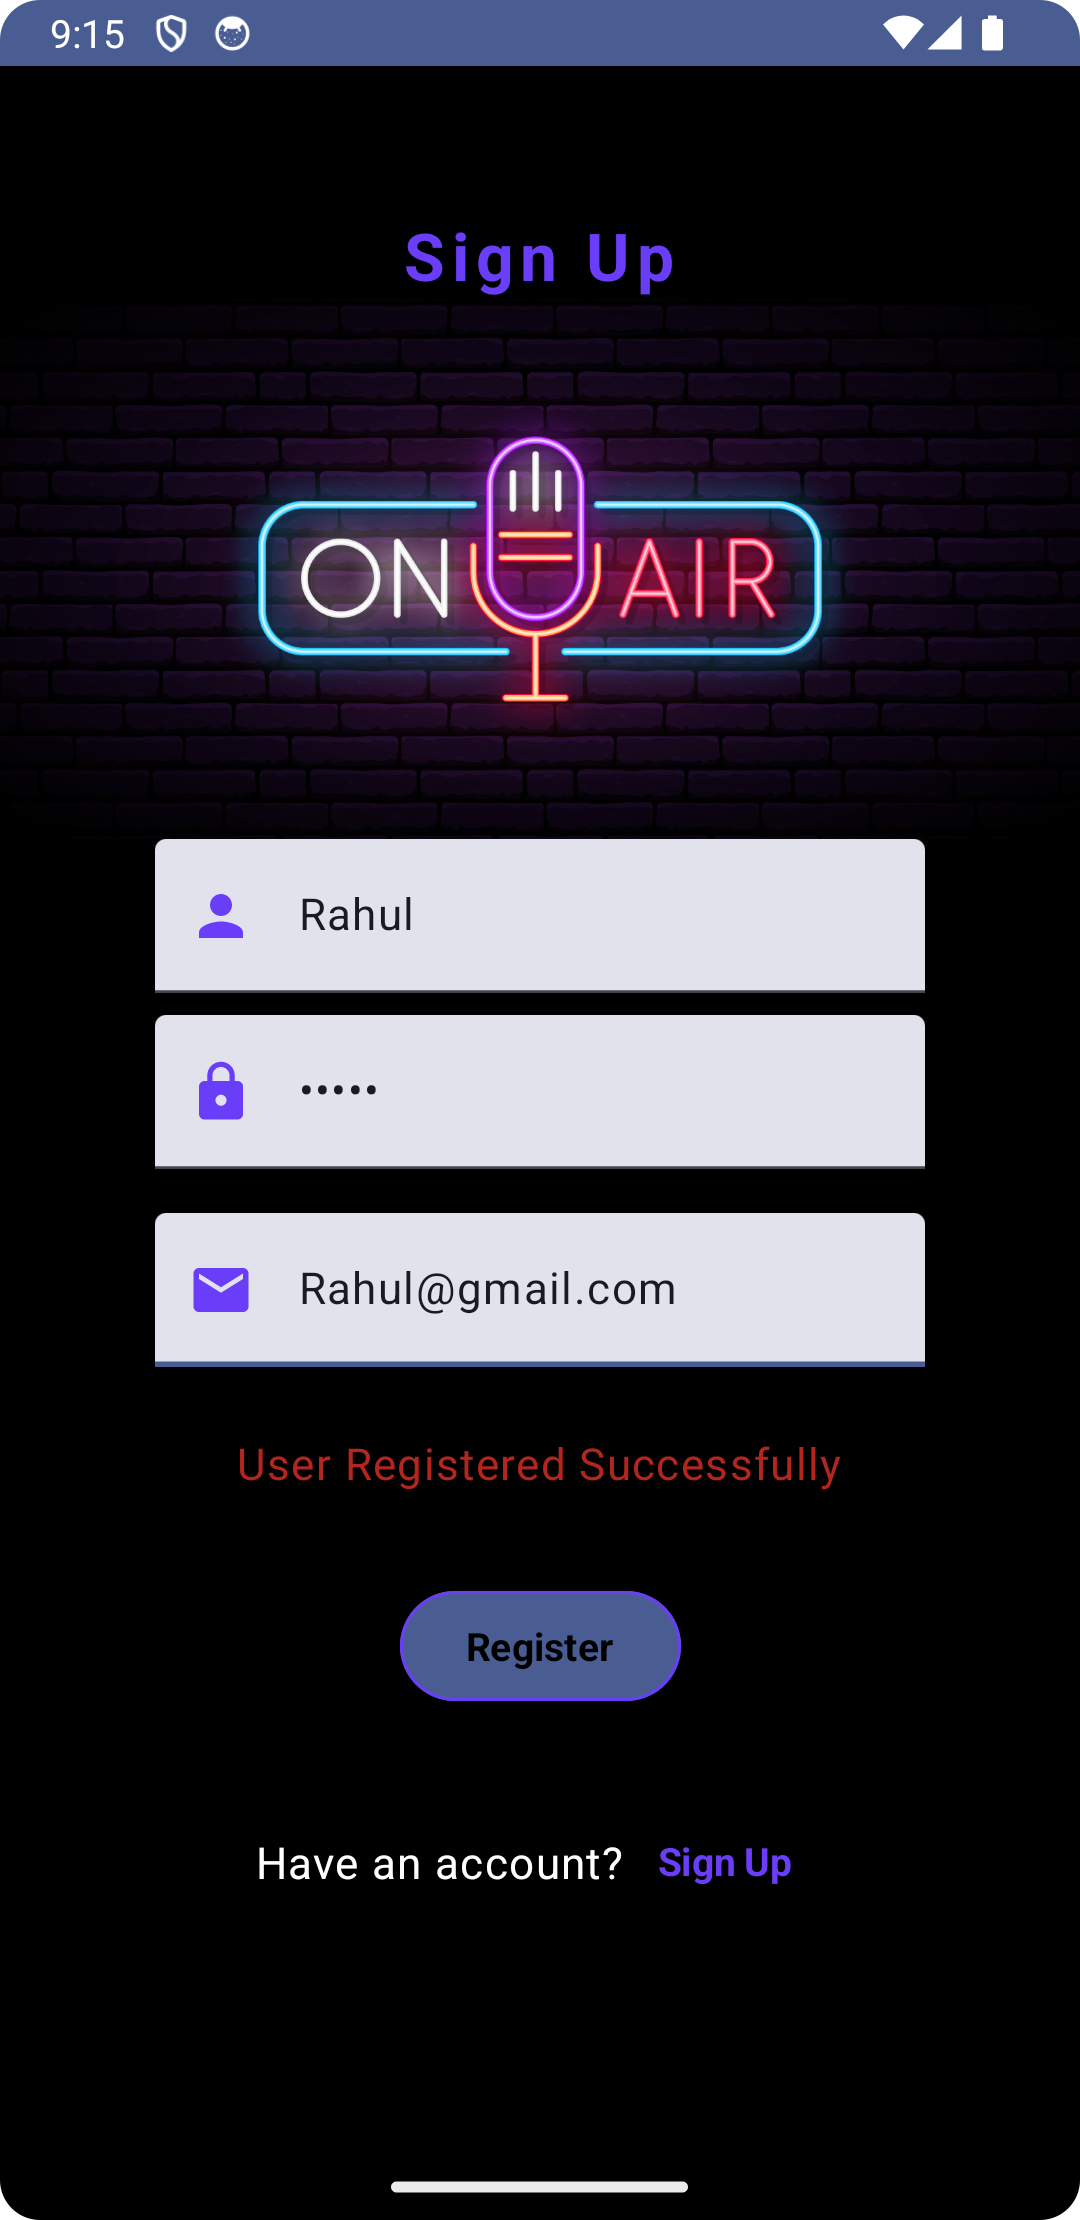 9:15
Sign Up
ON AIR
Rahul
•••••
Rahul@gmail.com
User Registered Successfully
Register
Have an account? Sign Up